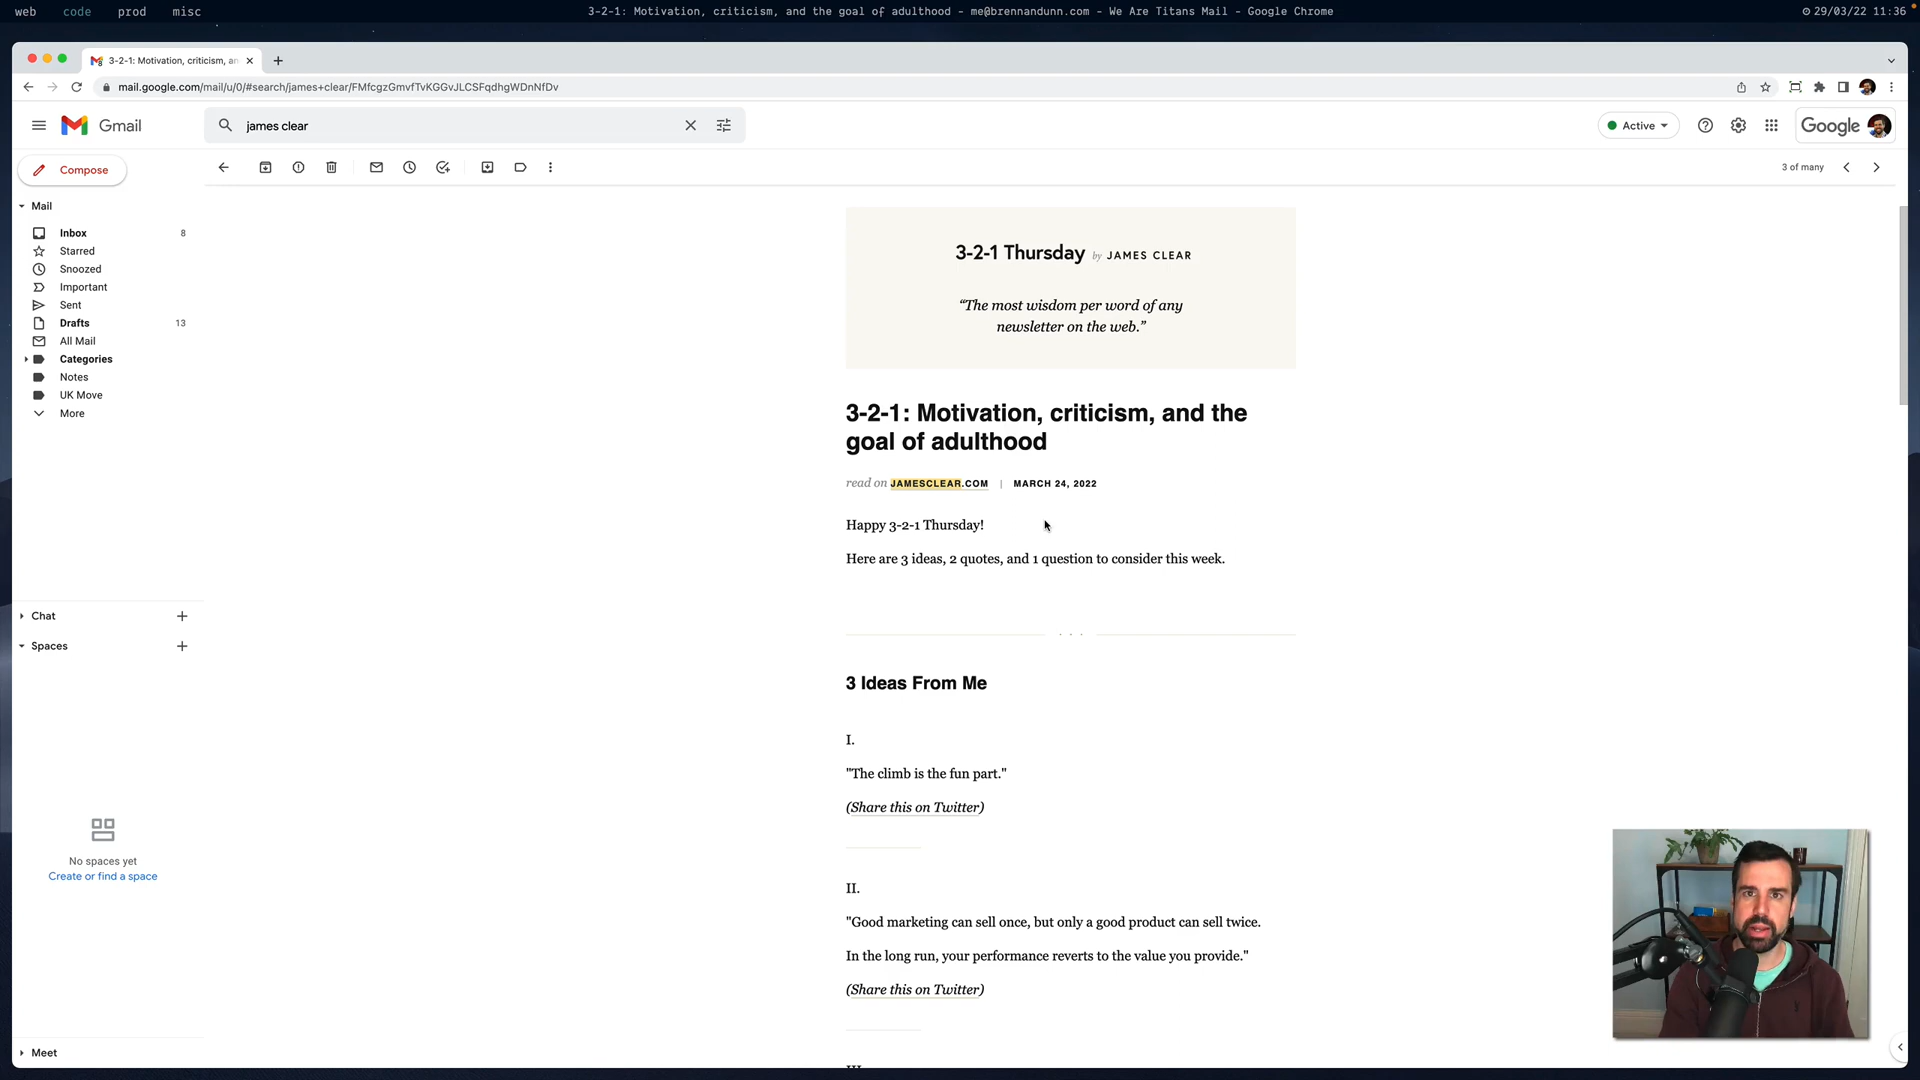 web code prod misc
3-2-1: Motivation, criticism, and the goal of adulthood - me@brennandunn.com - We Are Titans Mail - Google Chrome
29/03/22 11:36
3-2-1: Motivation, criticism, an
mail.google.com/mail/u/0/#search/james+clear/FMfcgzGmvfTvKGGvJLCSFqdhgWDnNfDv
Gmail
james clear
Active
Google
Compose
3 of many
Mail
Inbox 8
Starred
Snoozed
Important
Sent
Drafts 13
All Mail
Categories
Notes
UK Move
More
Chat
Spaces
No spaces yet
Create or find a space
Meet
3-2-1 Thursday by JAMES CLEAR
“The most wisdom per word of any
newsletter on the web.”
3-2-1: Motivation, criticism, and the
goal of adulthood
read on JAMESCLEAR.COM | MARCH 24, 2022
Happy 3-2-1 Thursday!
Here are 3 ideas, 2 quotes, and 1 question to consider this week.
3 Ideas From Me
I.
"The climb is the fun part."
(Share this on Twitter)
II.
"Good marketing can sell once, but only a good product can sell twice.
In the long run, your performance reverts to the value you provide."
(Share this on Twitter)